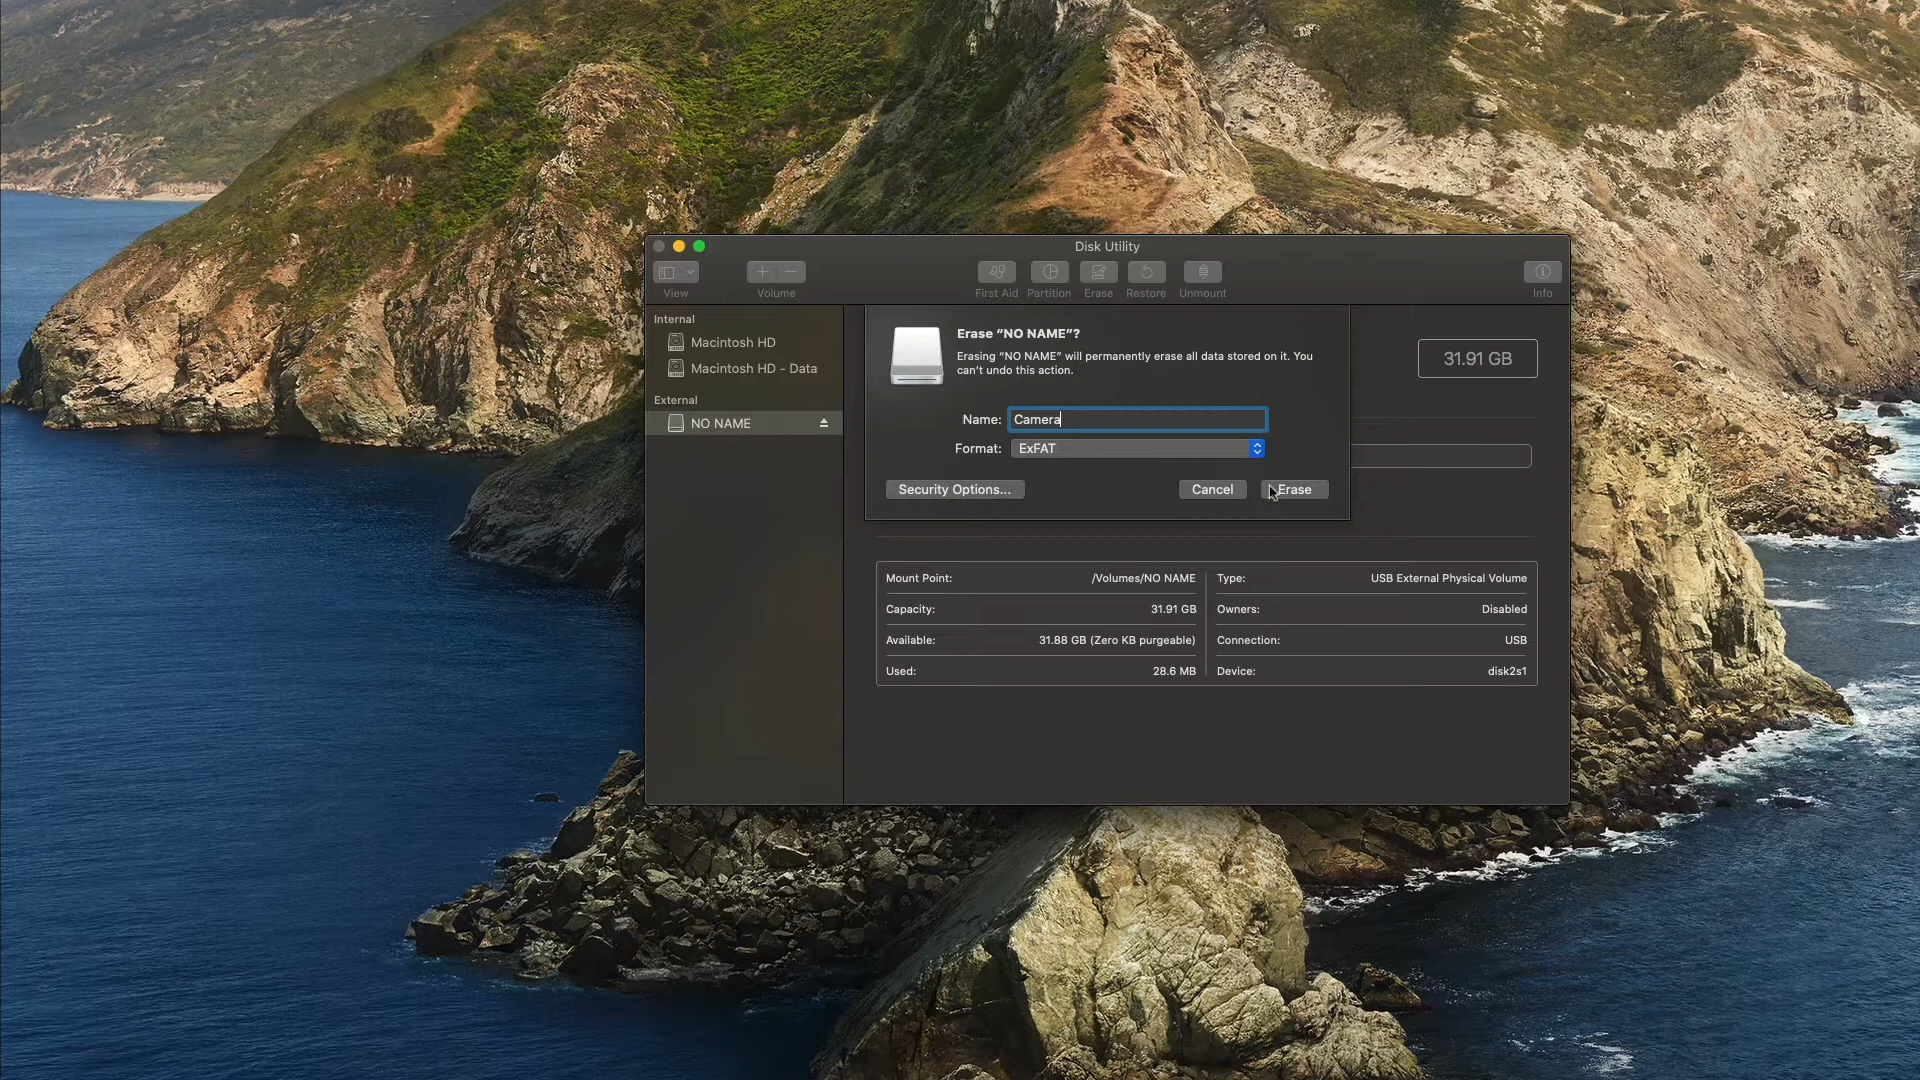 Disk Utility
View
Volume
First Aid
Partition
Erase
Restore
Unmount
Info
Internal
Macintosh HD
Macintosh HD - Data
External
NO NAME
Erase “NO NAME”?
Erasing “NO NAME” will permanently erase all data stored on it. You
can’t undo this action.
Name: Camera
Format: ExFAT
Security Options...
Cancel
Erase
31.91 GB
Mount Point: /Volumes/NO NAME
Capacity: 31.91 GB
Available: 31.88 GB (Zero KB purgeable)
Used: 28.6 MB
Type: USB External Physical Volume
Owners: Disabled
Connection: USB
Device: disk2s1